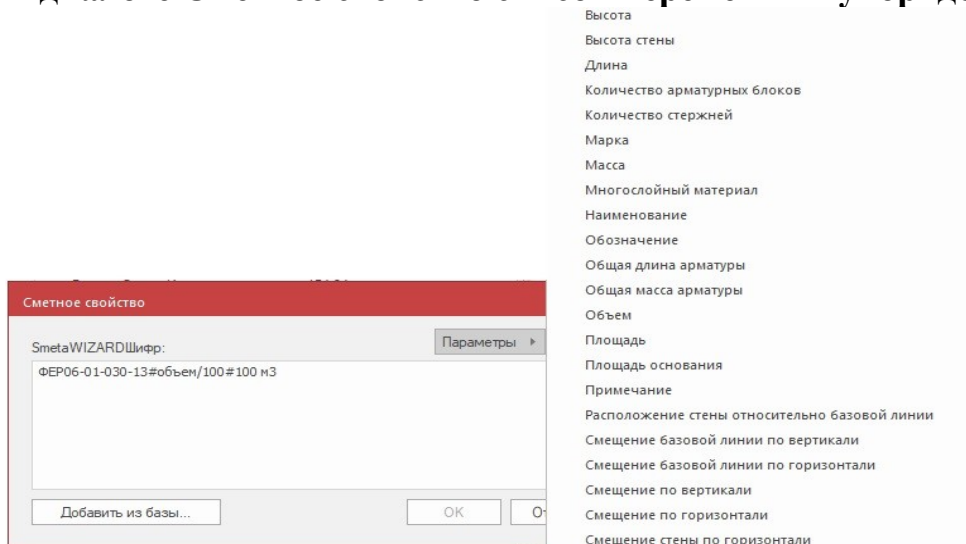 Высота
Высота стены
Длина
Количество арматурных блоков
Количество стержней
Марка
Масса
Многослойный материал
Наименование
Обозначение
Общая длина арматуры
Общая масса арматуры
Объем
Площадь
Площадь основания
Примечание
Расположение стены относительно базовой линии
Смещение базовой линии по вертикали
Смещение базовой линии по горизонтали
Смещение по вертикали
Смещение по горизонтали
Смещение стены по горизонтали
Сметное свойство
SmetaWIZARDШифр:
Параметры
ФЕР06-01-030-13#объем/100#100 м3
Добавить из базы...
ОК